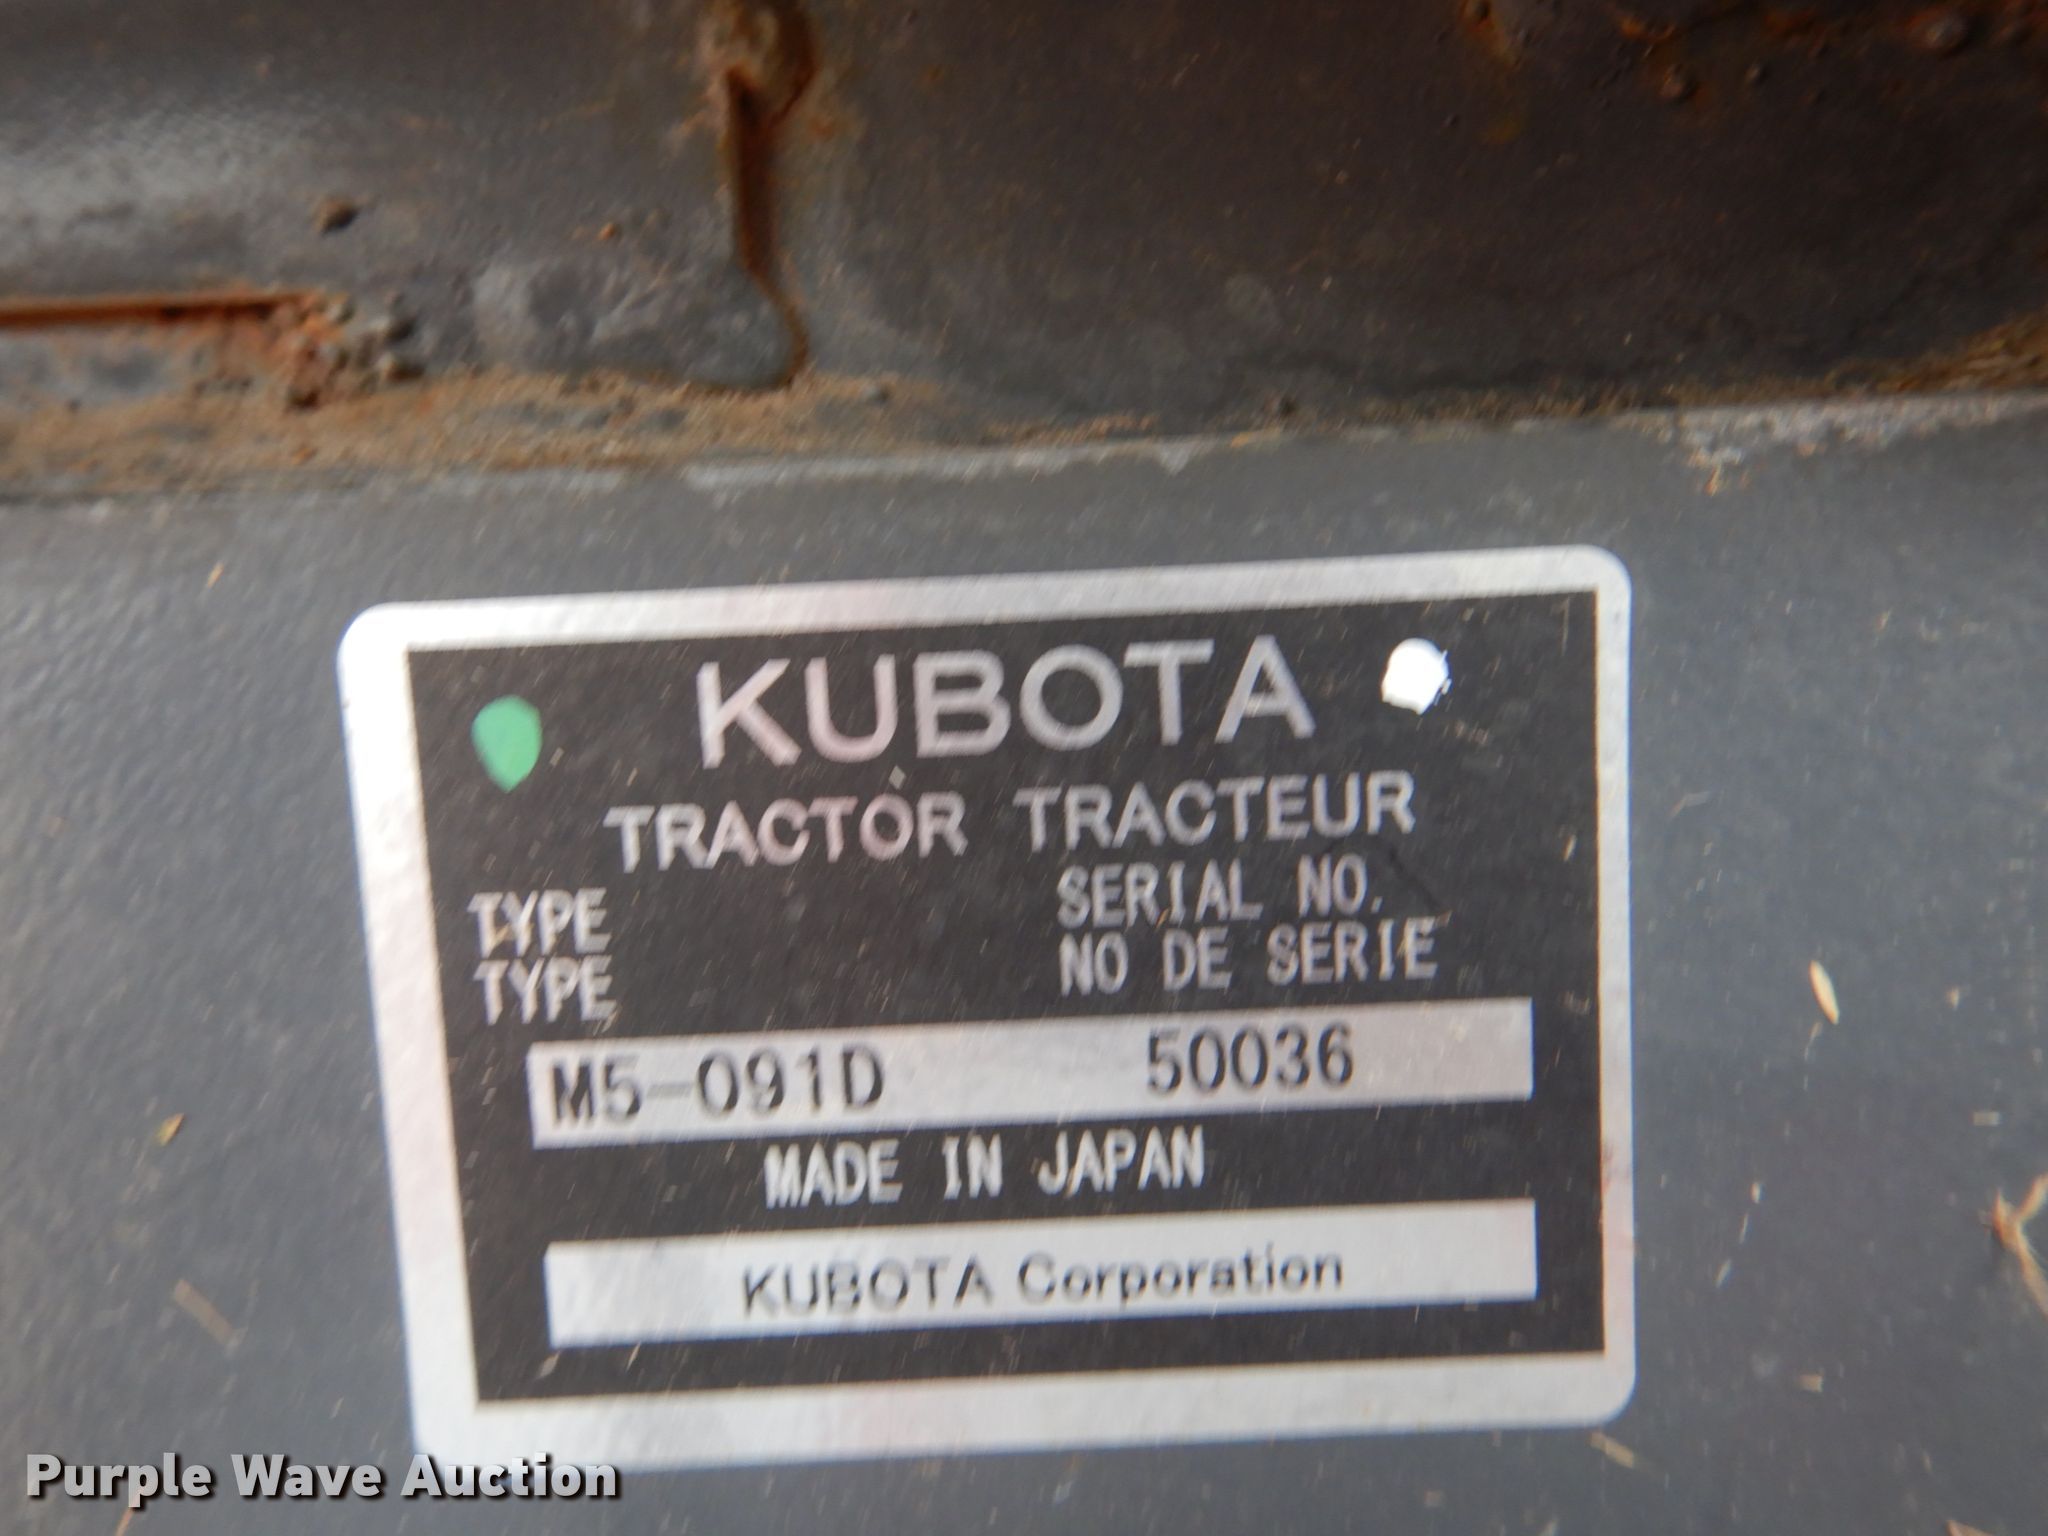 KUBOTA
TRACTOR TRACTEUR
TYPE SERIAL NO.
TYPE NO DE SERIE
M5-091D 50036
MADE IN JAPAN
KUBOTA Corporation
Purple Wave Auction